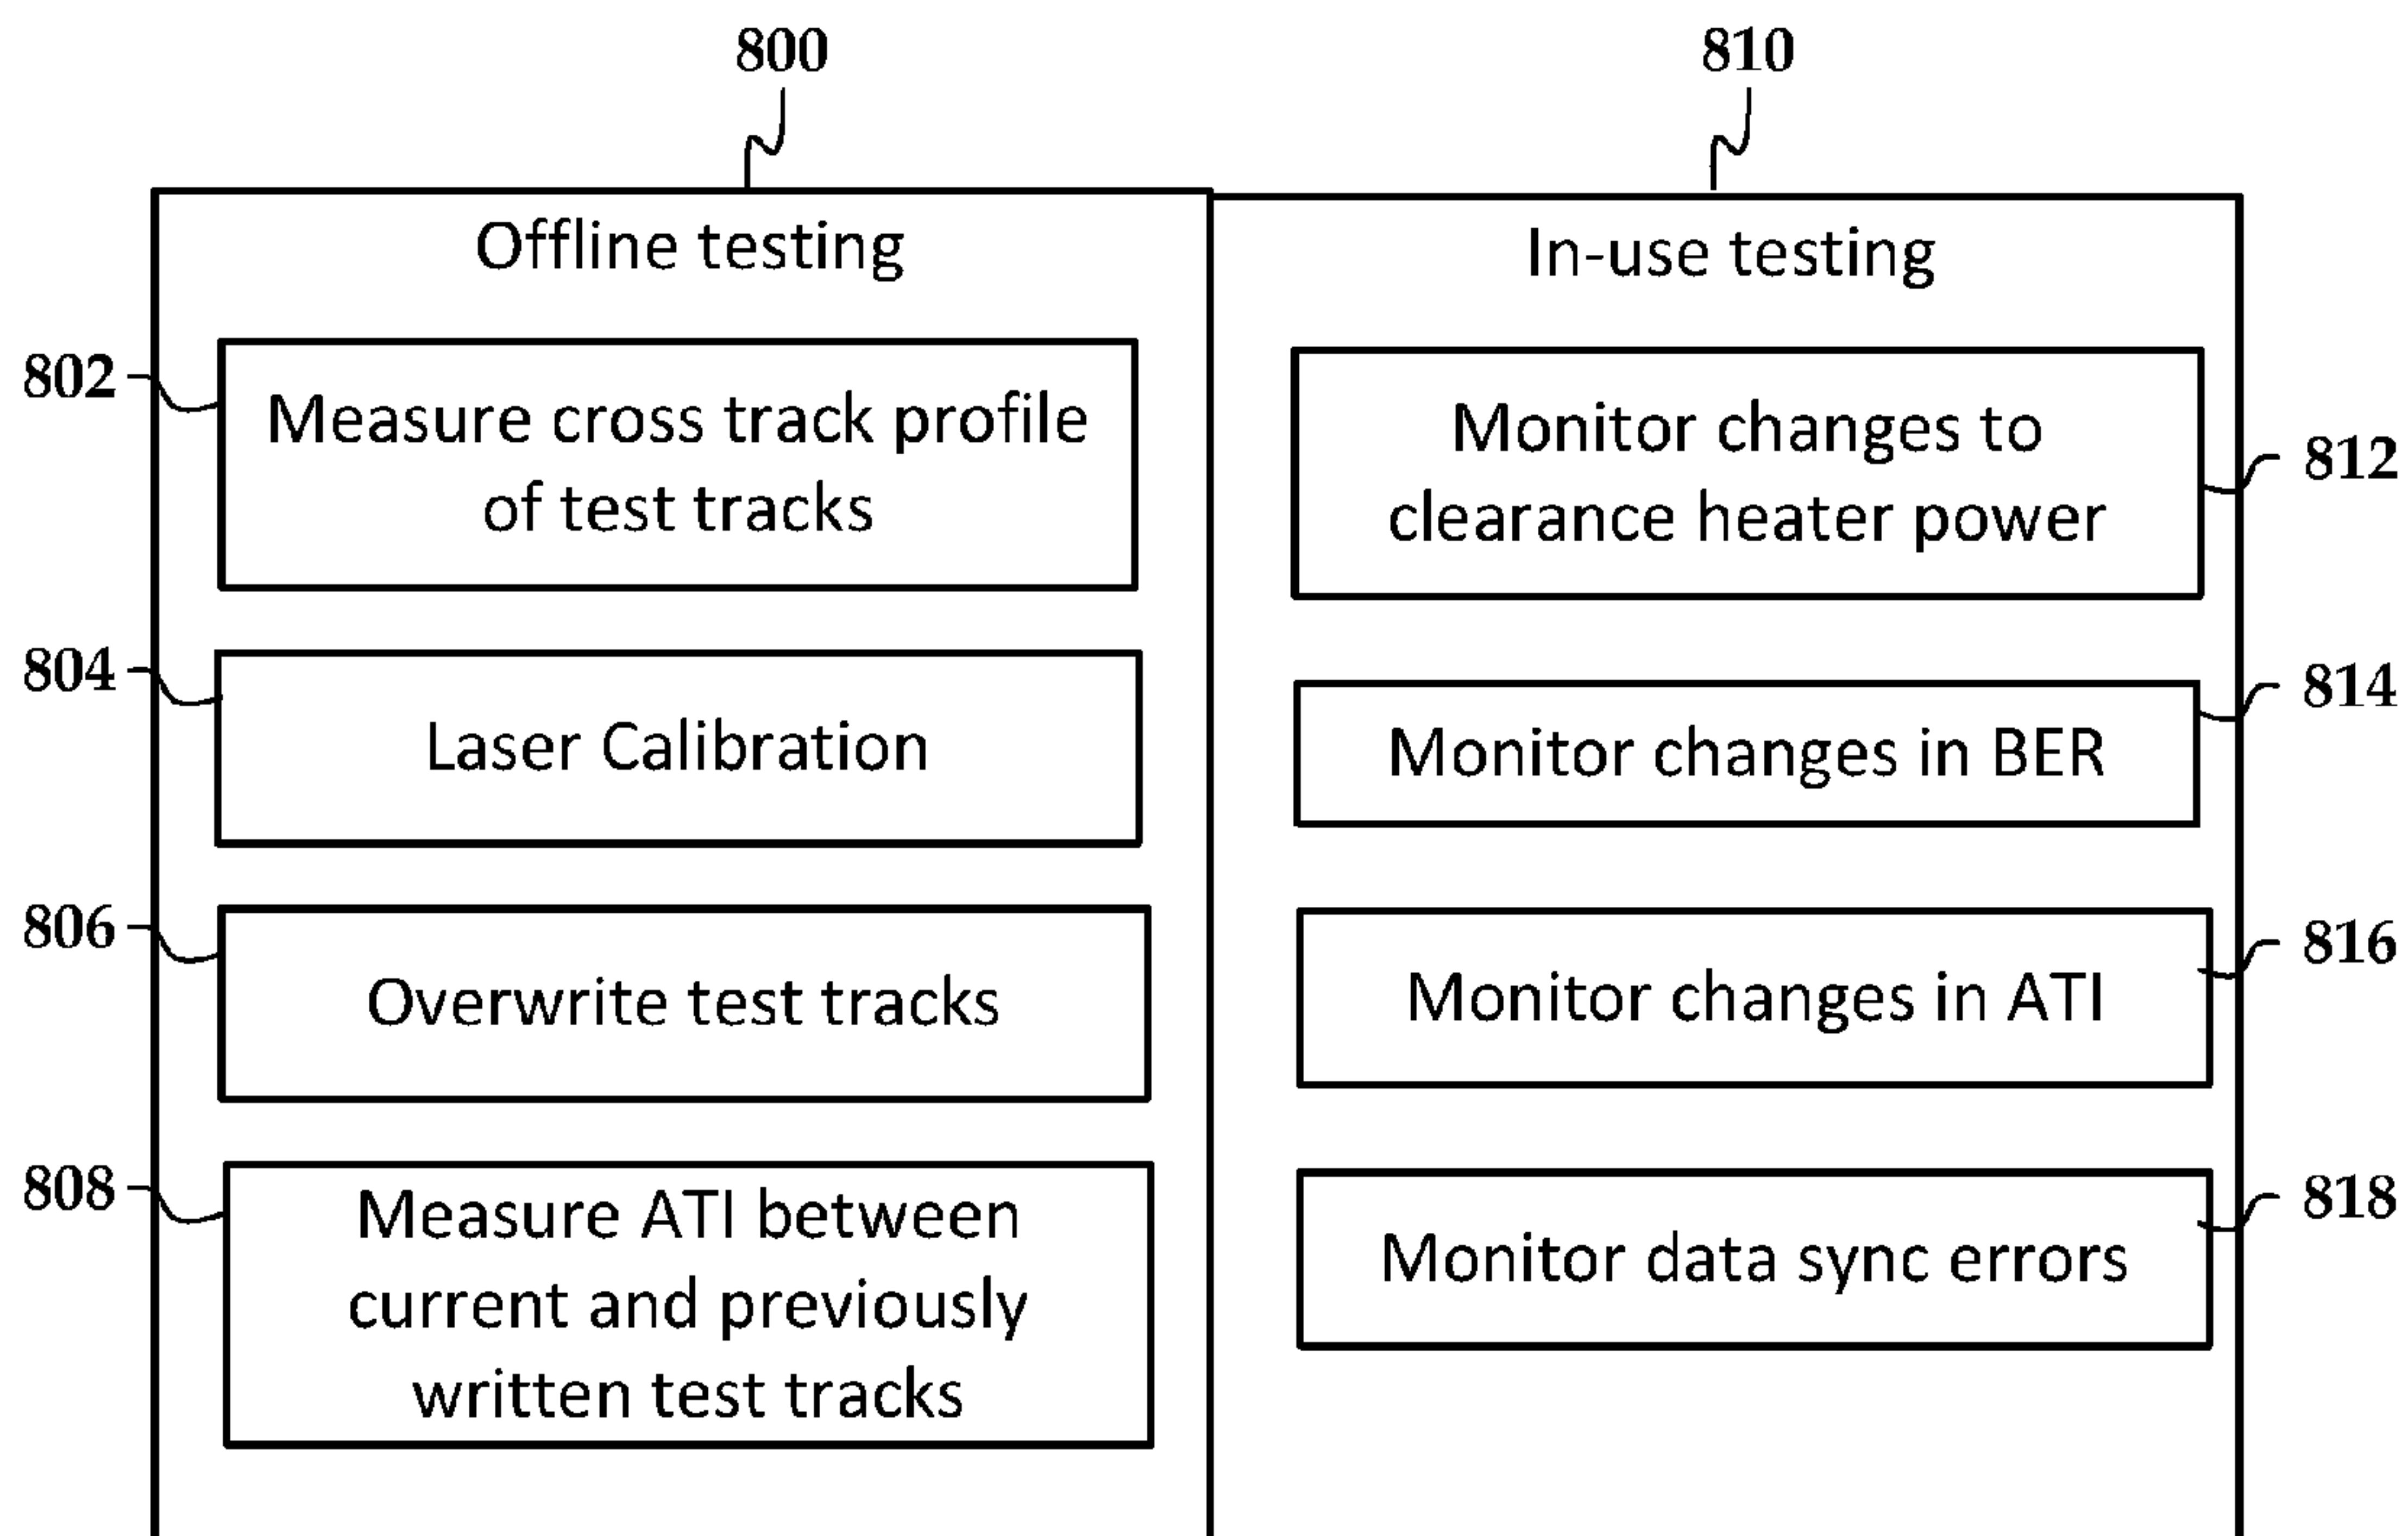 800
810
Offline testing
In-use testing
802
Measure cross track profile
of test tracks
Monitor changes to
clearance heater power
812
804
Laser Calibration
Monitor changes in BER
814
806
Overwrite test tracks
Monitor changes in ATI
816
808
Measure ATI between
current and previously
written test tracks
Monitor data sync errors
818